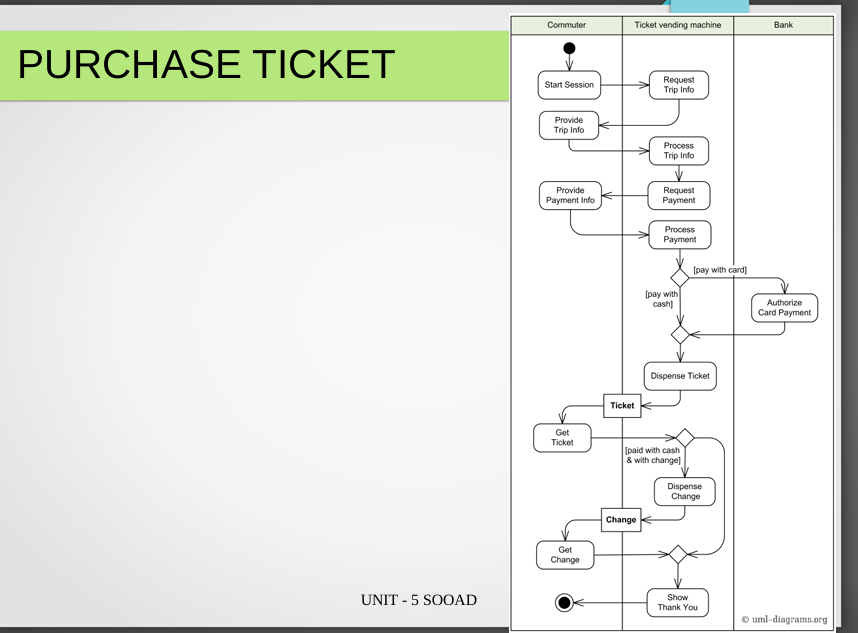 PURCHASE TICKET
Commuter
Ticket vending machine
Bank
Start Session
Request
Trip Info
Provide
Trip Info
Process
Trip Info
Provide
Payment Info
Request
Payment
Process
Payment
[pay with card]
[pay with
cash]
Authorize
Card Payment
Dispense Ticket
Ticket
Get
Ticket
[paid with cash
& with change]
Dispense
Change
Change
Get
Change
Show
Thank You
UNIT - 5 SOOAD
© uml-diagrams.org